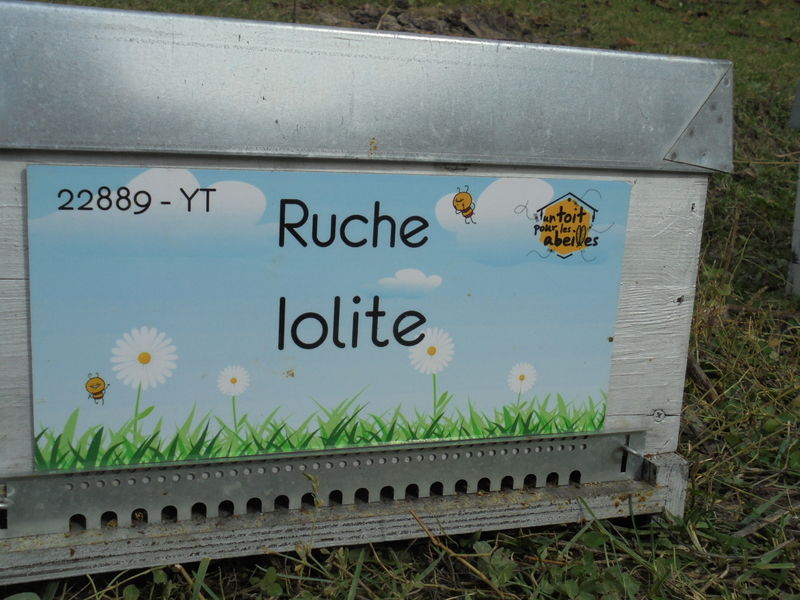 22889 - YT
Ruche
Iolite
un toit
pour les
abeilles